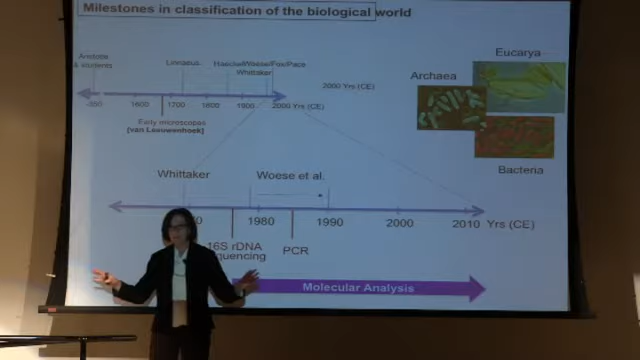 Milestones in classification of the biological world
Eucarya
Aristotle
& students
Linnaeus
Haeckel/Woese/Fox/Pace
Whittaker
Archaea
2000 Yrs (CE)
-350 1600 1700 1800 1900 2000 Yrs (CE)
Early microscopes
[van Leeuwenhoek]
Bacteria
Whittaker Woese et al.
1980 1990 2000 2010 Yrs (CE)
16S rDNA PCR
Molecular Analysis